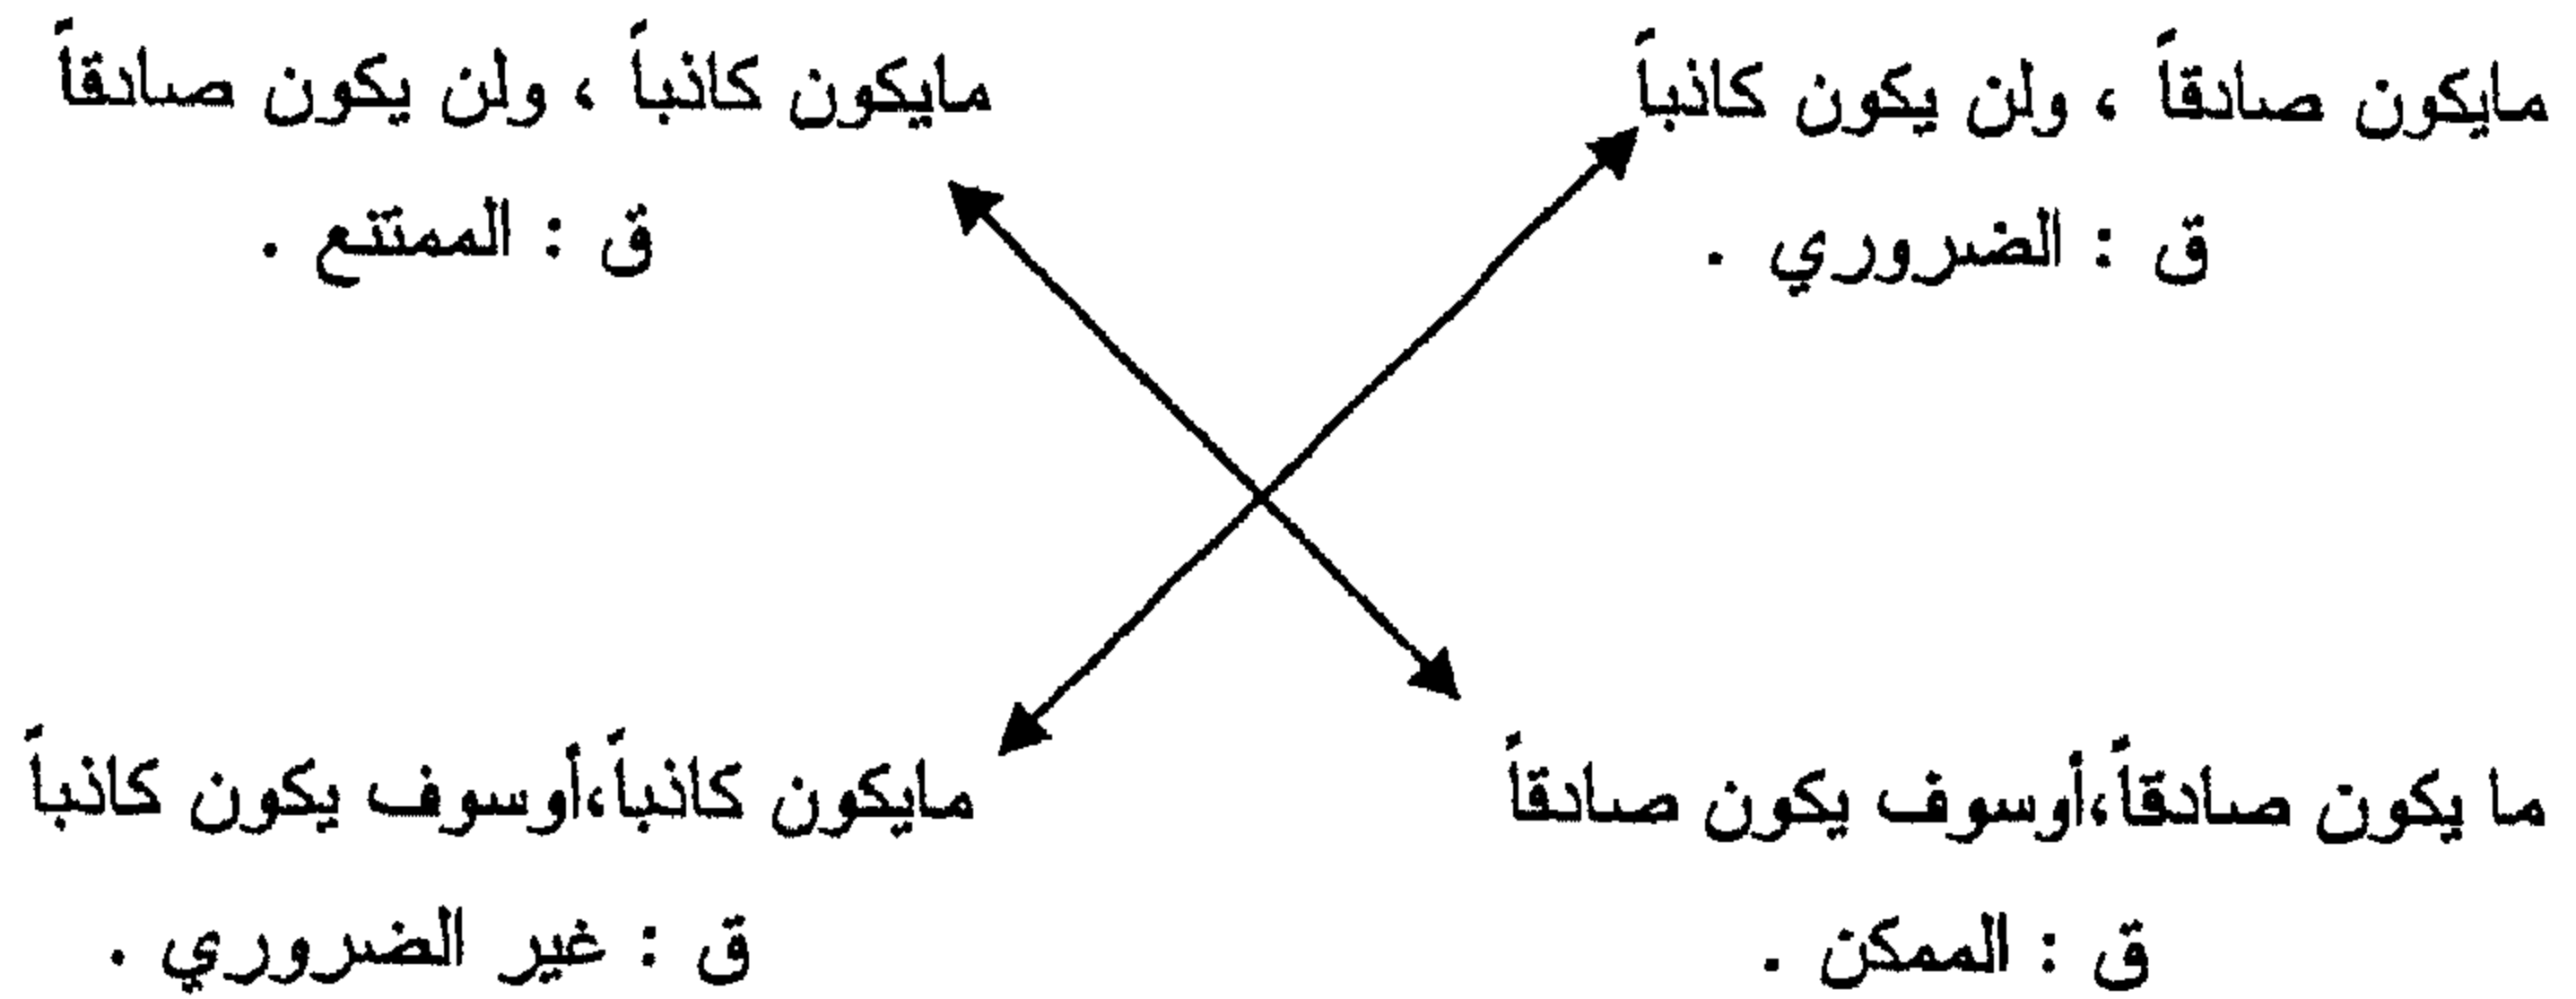 مايكون صادقاً ، ولن يكون كاذباً
ق : الضروري .
مايكون كاذباً ، ولن يكون صادقاً
ق : الممتنع .
ما يكون صادقاً،أوسوف يكون صادقاً
ق : الممكن .
مايكون كاذباً،أوسوف يكون كاذباً
ق : غير الضروري .